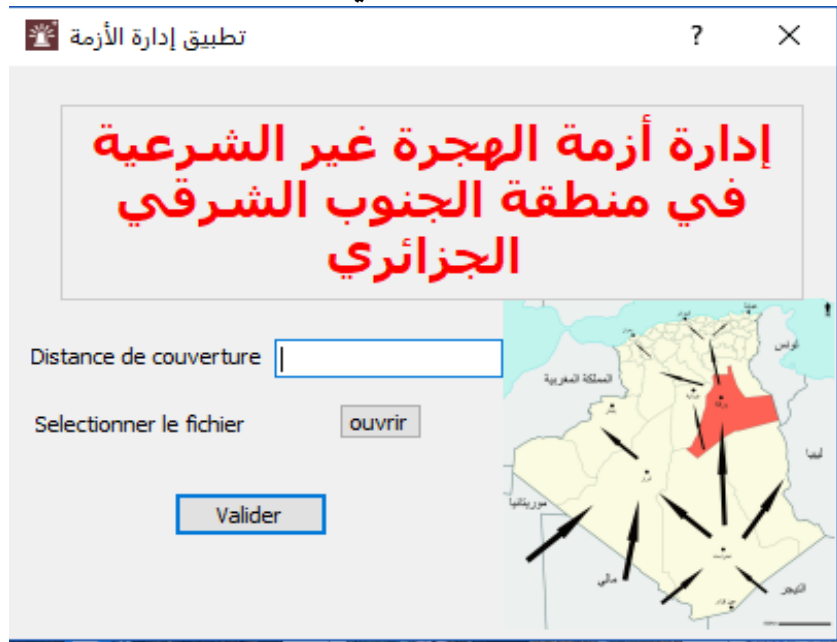 تطبيق إدارة الأزمة
?
إدارة أزمة الهجرة غير الشرعية
في منطقة الجنوب الشرقي
الجزائري
Distance de couverture
Selectionner le fichier
ouvrir
Valider
تونس
المملكة المغربية
ليبيا
موريتانيا
مالي
النيجر